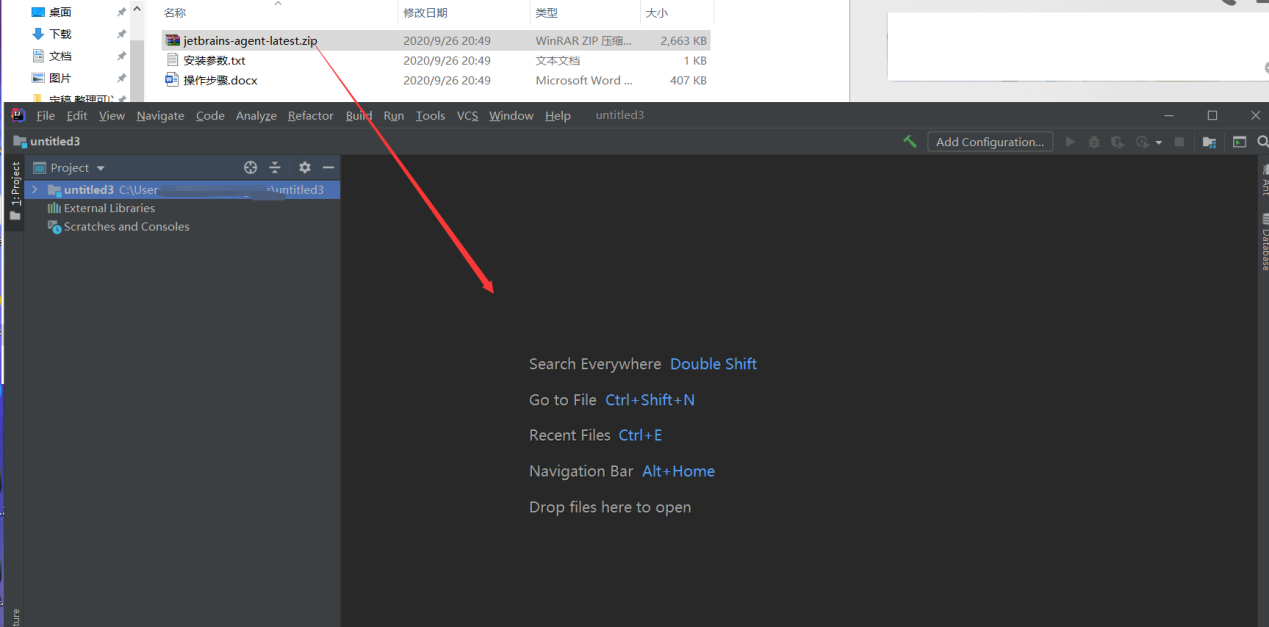 桌面
下载
文档
图片
名称 修改日期 类型 大小
jetbrains-agent-latest.zip 2020/9/26 20:49 WinRAR ZIP 压缩... 2,663 KB
安装参数.txt 2020/9/26 20:49 文本文档 1 KB
操作步骤.docx 2020/9/26 20:49 Microsoft Word ... 407 KB
File Edit View Navigate Code Analyze Refactor Build Run Tools VCS Window Help untitled3
untitled3 Add Configuration...
Project
1: Project
untitled3 C:\User \untitled3
External Libraries
Scratches and Consoles
Ant
Database
Search Everywhere Double Shift
Go to File Ctrl+Shift+N
Recent Files Ctrl+E
Navigation Bar Alt+Home
Drop files here to open